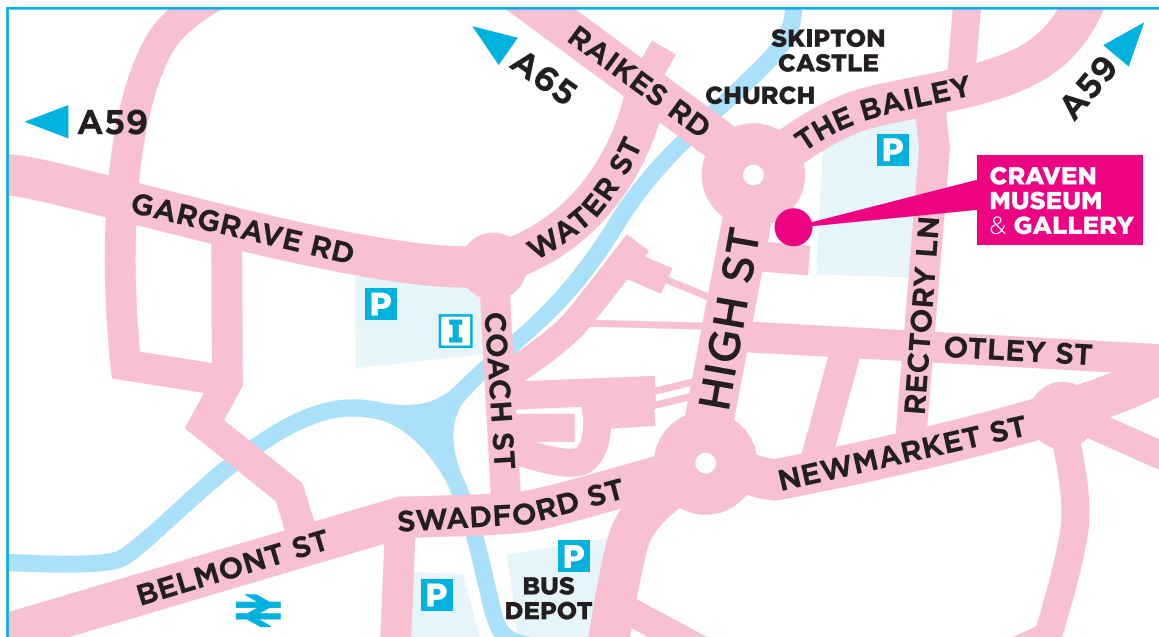 SKIPTON
CASTLE
CHURCH
RAIKES RD
A65
THE BAILEY
A59
A59
P
CRAVEN
MUSEUM
& GALLERY
WATER ST
GARGRAVE RD
HIGH ST
RECTORY LN
P
I
COACH ST
OTLEY ST
NEWMARKET ST
SWADFORD ST
BELMONT ST
P
BUS
DEPOT
P